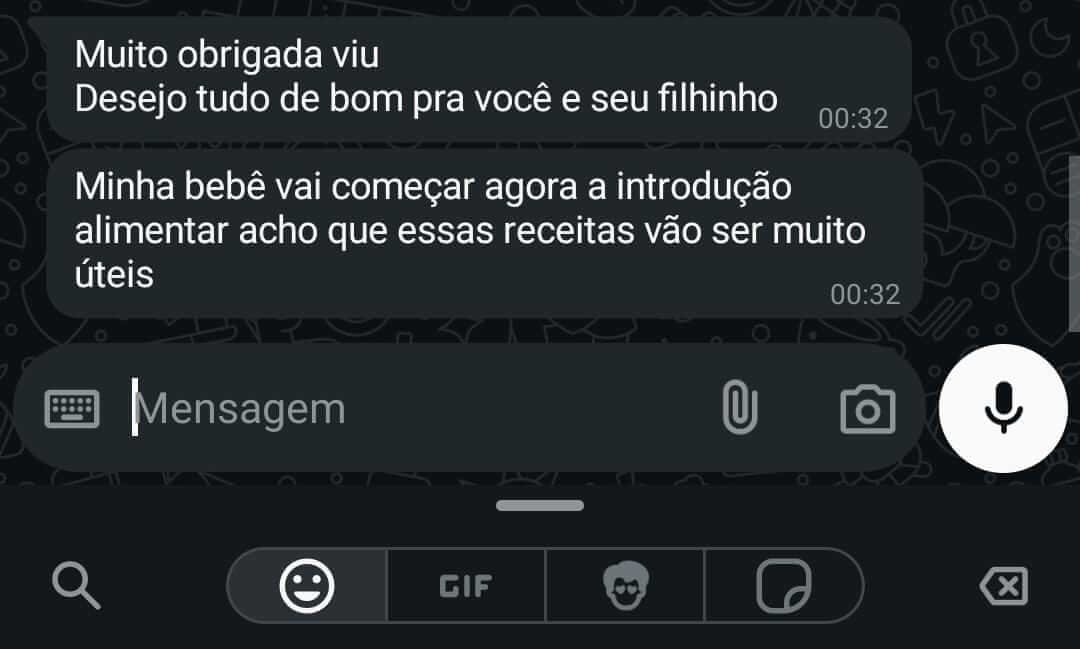 Muito obrigada viu
Desejo tudo de bom pra você e seu filhinho
00:32
Minha bebê vai começar agora a introdução
alimentar acho que essas receitas vão ser muito
úteis
00:32
Mensagem
GIF